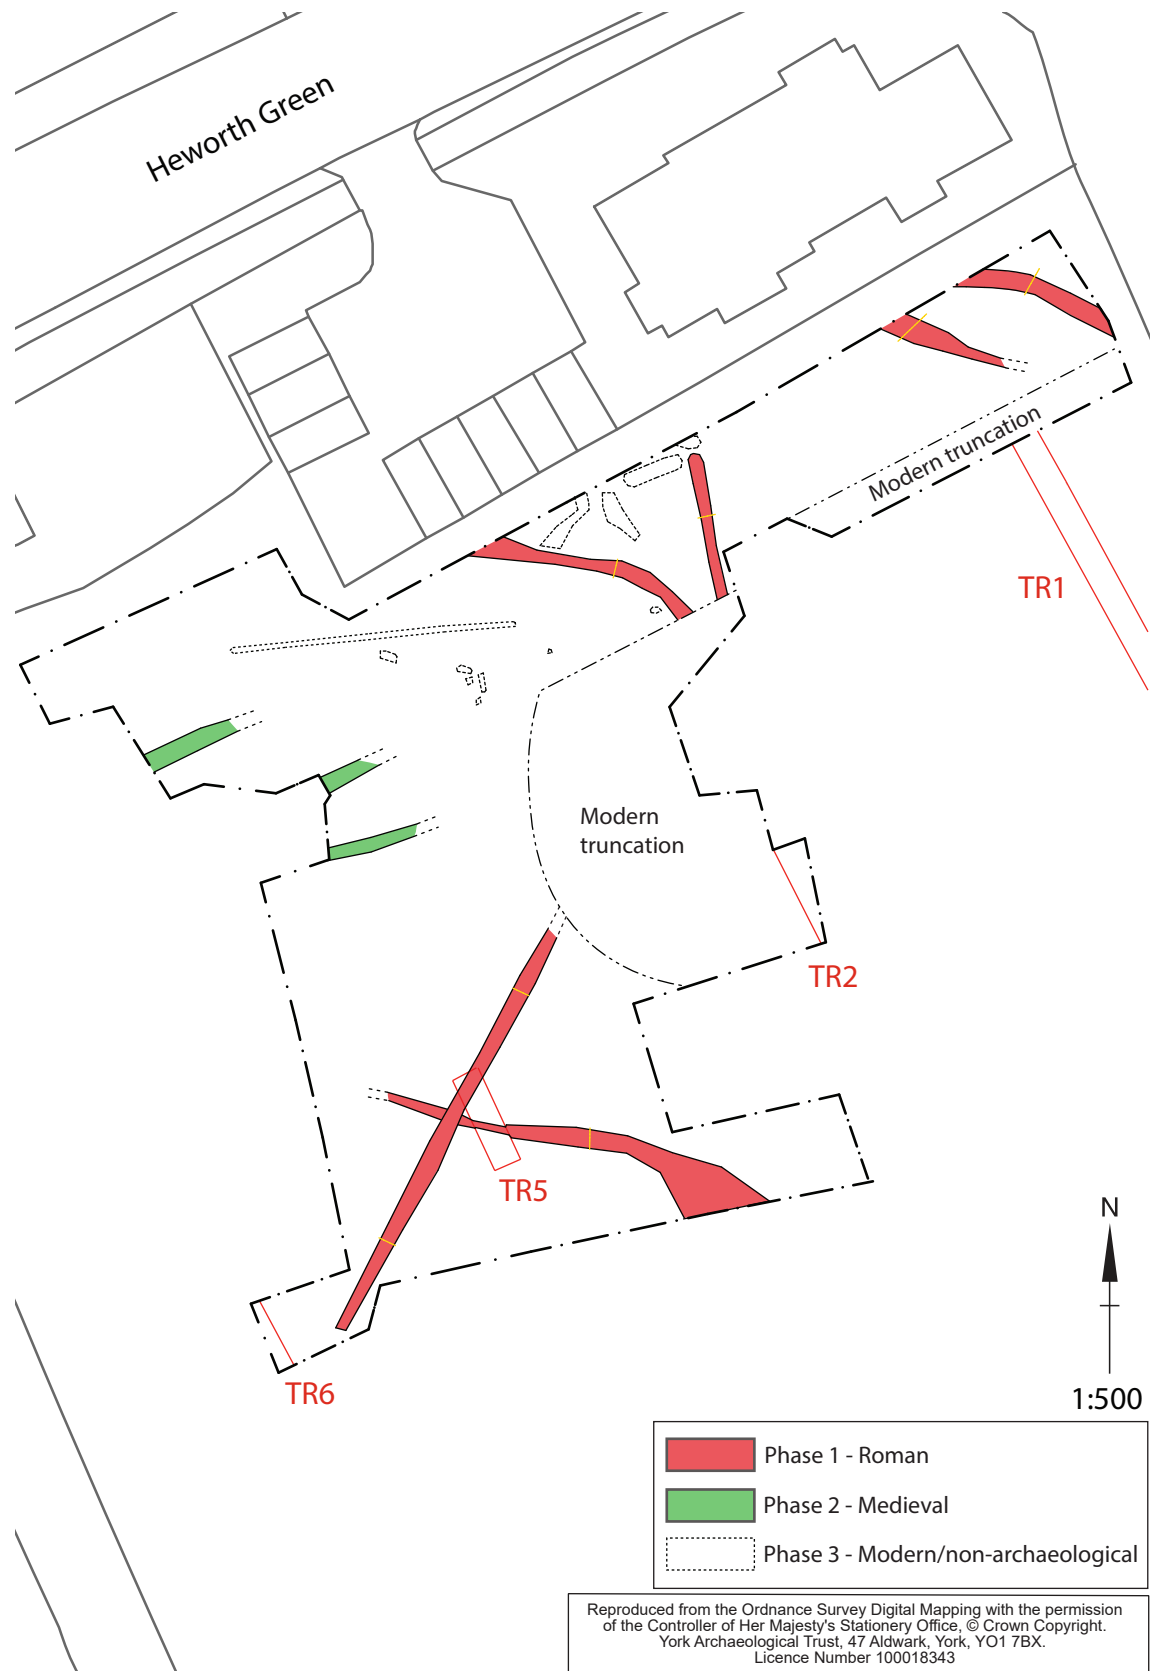 Heworth Green
Modern truncation
TR1
Modern
truncation
TR2
TR5
TR6
N
1:500
Phase 1 - Roman
Phase 2 - Medieval
Phase 3 - Modern/non-archaeological
Reproduced from the Ordnance Survey Digital Mapping with the permission
of the Controller of Her Majesty's Stationery Office, © Crown Copyright.
York Archaeological Trust, 47 Aldwark, York, YO1 7BX.
Licence Number 100018343